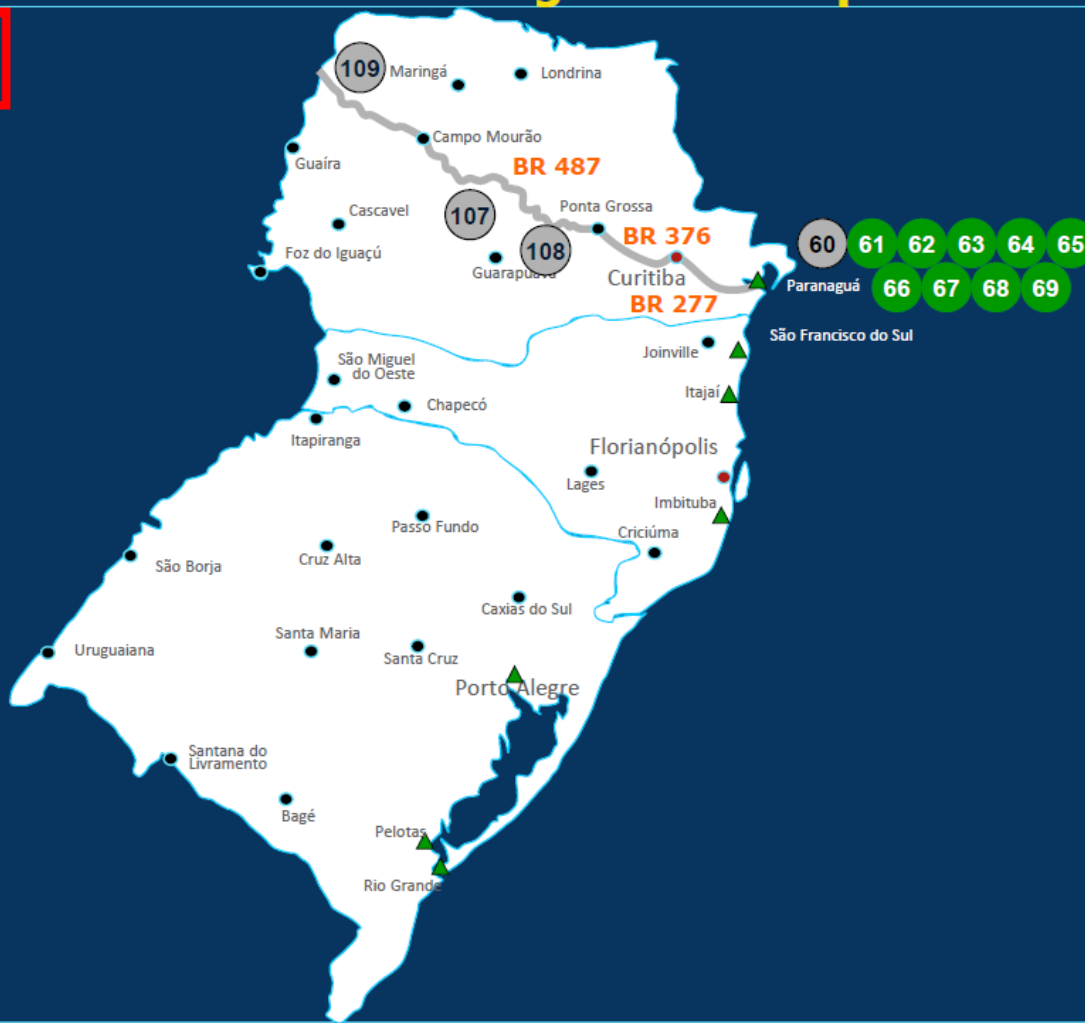 109
Maringá
Londrina
Campo Mourão
Guaíra
BR 487
Cascavel
107
Ponta Grossa
Foz do Iguaçú
108
BR 376
60 61 62 63 64 65
Guarapuava
Curitiba
Paranaguá
66 67 68 69
BR 277
São Francisco do Sul
Joinville
São Miguel
do Oeste
Itajaí
Chapecó
Itapiranga
Florianópolis
Lages
Imbituba
Passo Fundo
Criciúma
Cruz Alta
São Borja
Caxias do Sul
Santa Maria
Uruguaiana
Santa Cruz
Porto Alegre
Santana do
Livramento
Bagé
Pelotas
Rio Grande